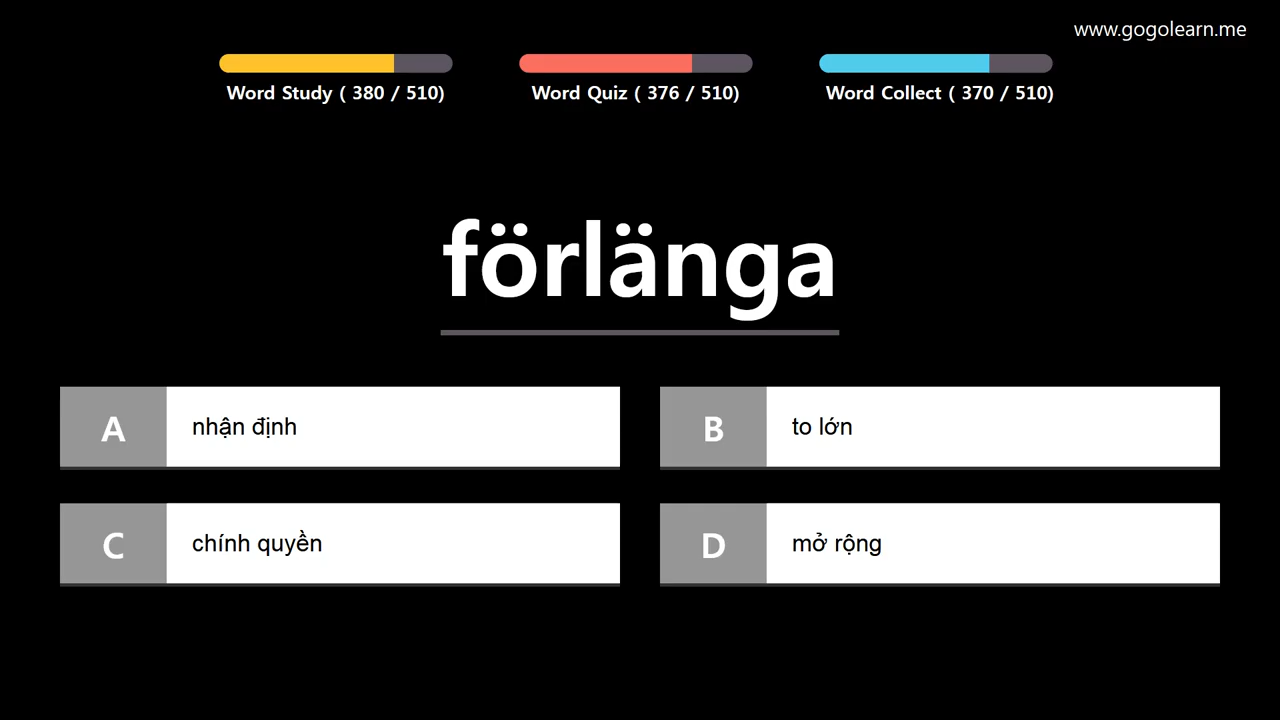 www.gogolearn.me
Word Study ( 380 / 510)
Word Quiz ( 376 / 510)
Word Collect ( 370 / 510)
förlänga
A nhận định
B to lớn
C chính quyền
D mở rộng